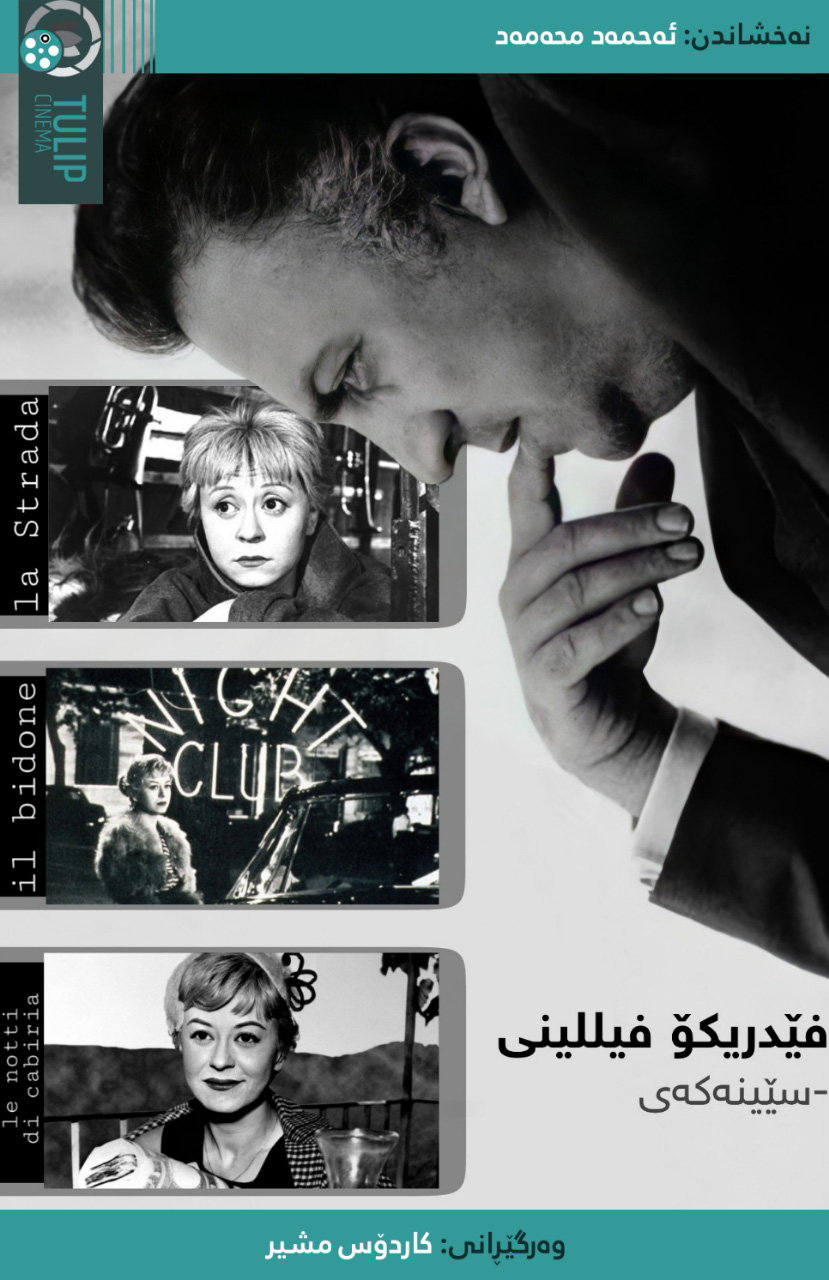 نەخشاندن: ئەحمەد محەمەد
TULIP
CINEMA
la Strada
NIGHT
CLUB
il bidone
le notti
di cabiria
فێدریکۆ فیللینی
-سێینەکەی
وەرگێڕانی: کاردۆس مشیر